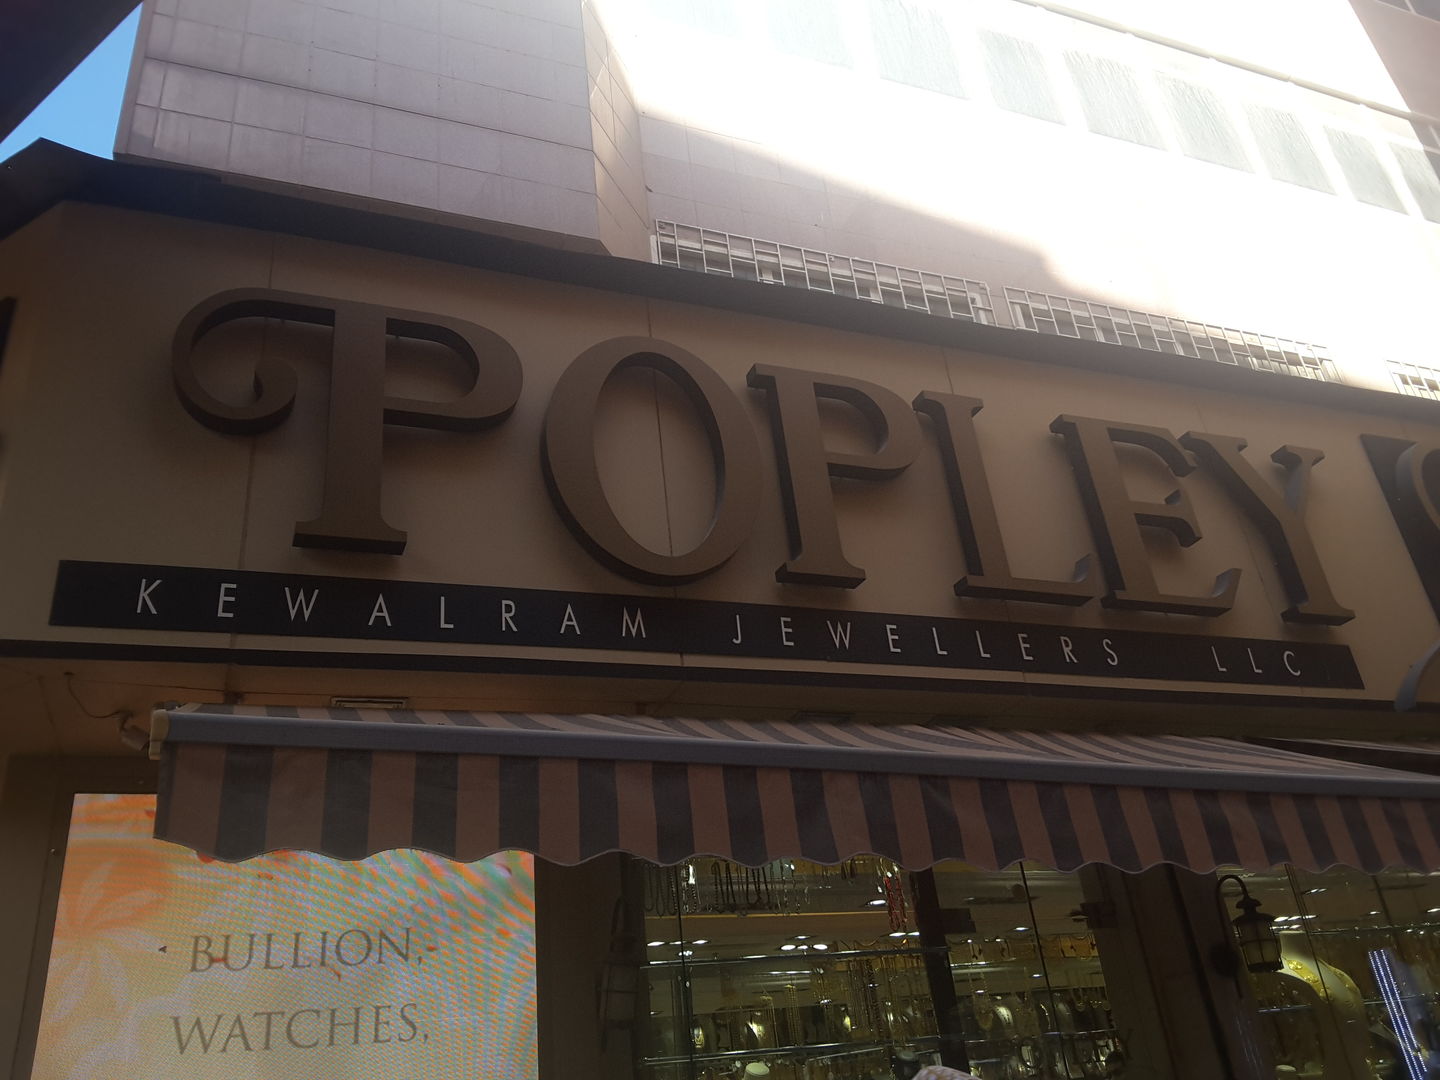 POPLEY
KEWALRAM JEWELLERS LLC
BULLION,
WATCHES,